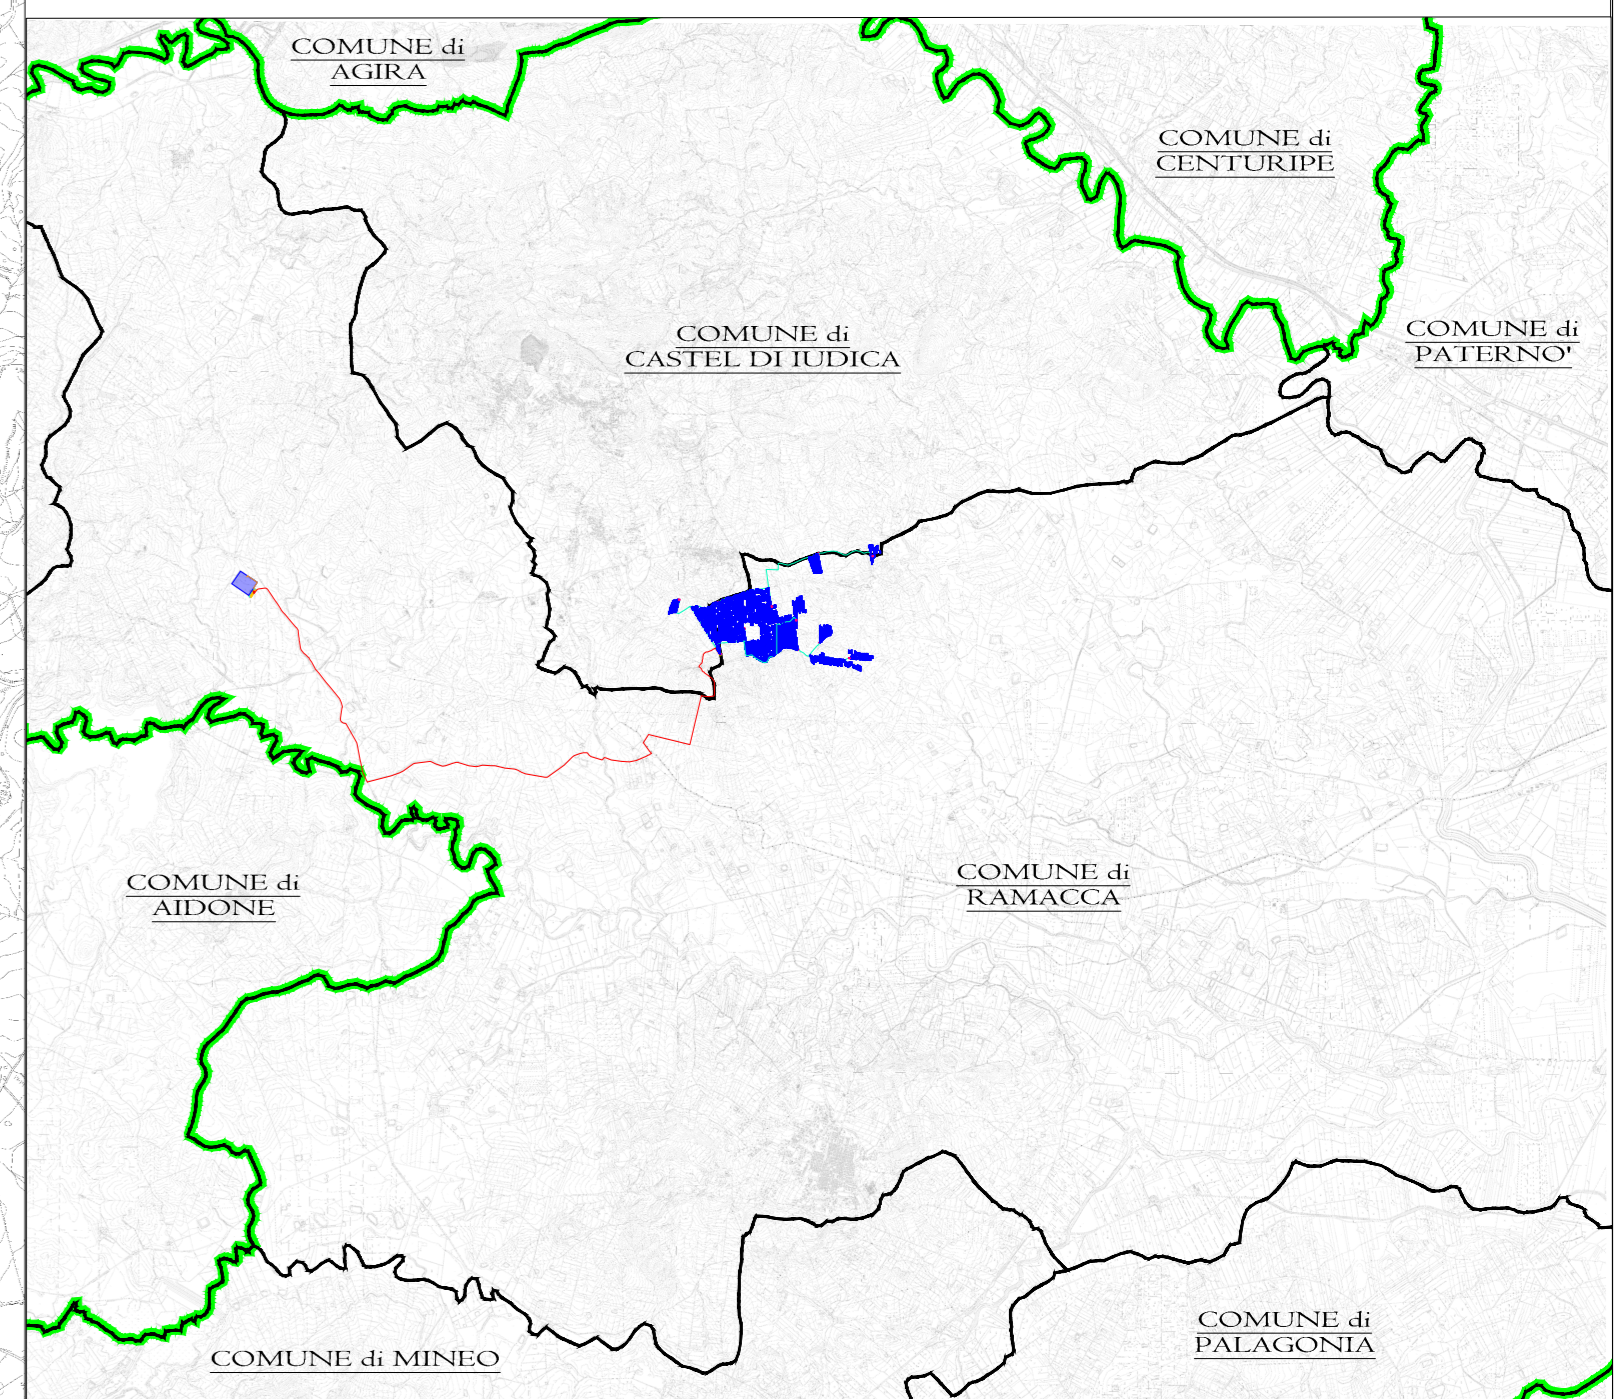 COMUNE di
AGIRA
COMUNE di
CENTURIPE
COMUNE di
CASTEL DI IUDICA
COMUNE di
PATERNO'
COMUNE di
AIDONE
COMUNE di
RAMACCA
COMUNE di
PALAGONIA
COMUNE di MINEO